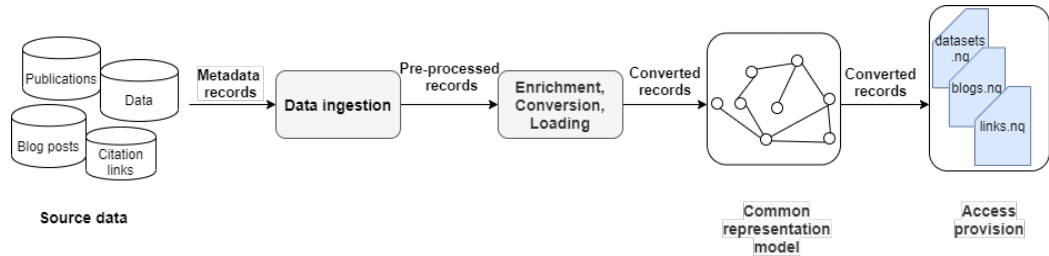 Publications
Data
Blog posts
Citation
links
Source data
Metadata
records
Data ingestion
Pre-processed
records
Enrichment,
Conversion,
Loading
Converted
records
Common
representation
model
Converted
records
datasets
.nq
blogs.nq
links.nq
Access
provision